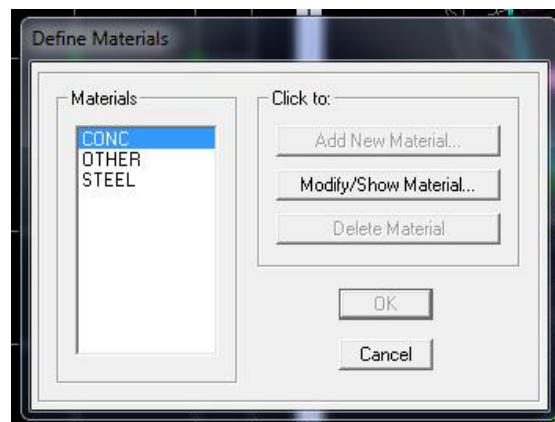 Define Materials
Materials
CONC
OTHER
STEEL
Click to:
Add New Material...
Modify/Show Material...
Delete Material
OK
Cancel